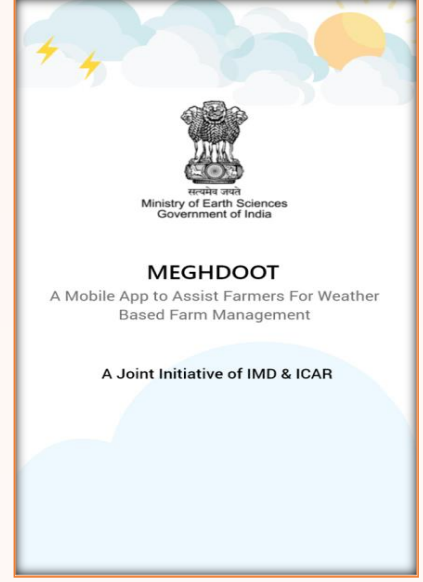 सत्यमेव जयते
Ministry of Earth Sciences
Government of India
MEGHDOOT
A Mobile App to Assist Farmers For Weather
Based Farm Management
A Joint Initiative of IMD & ICAR